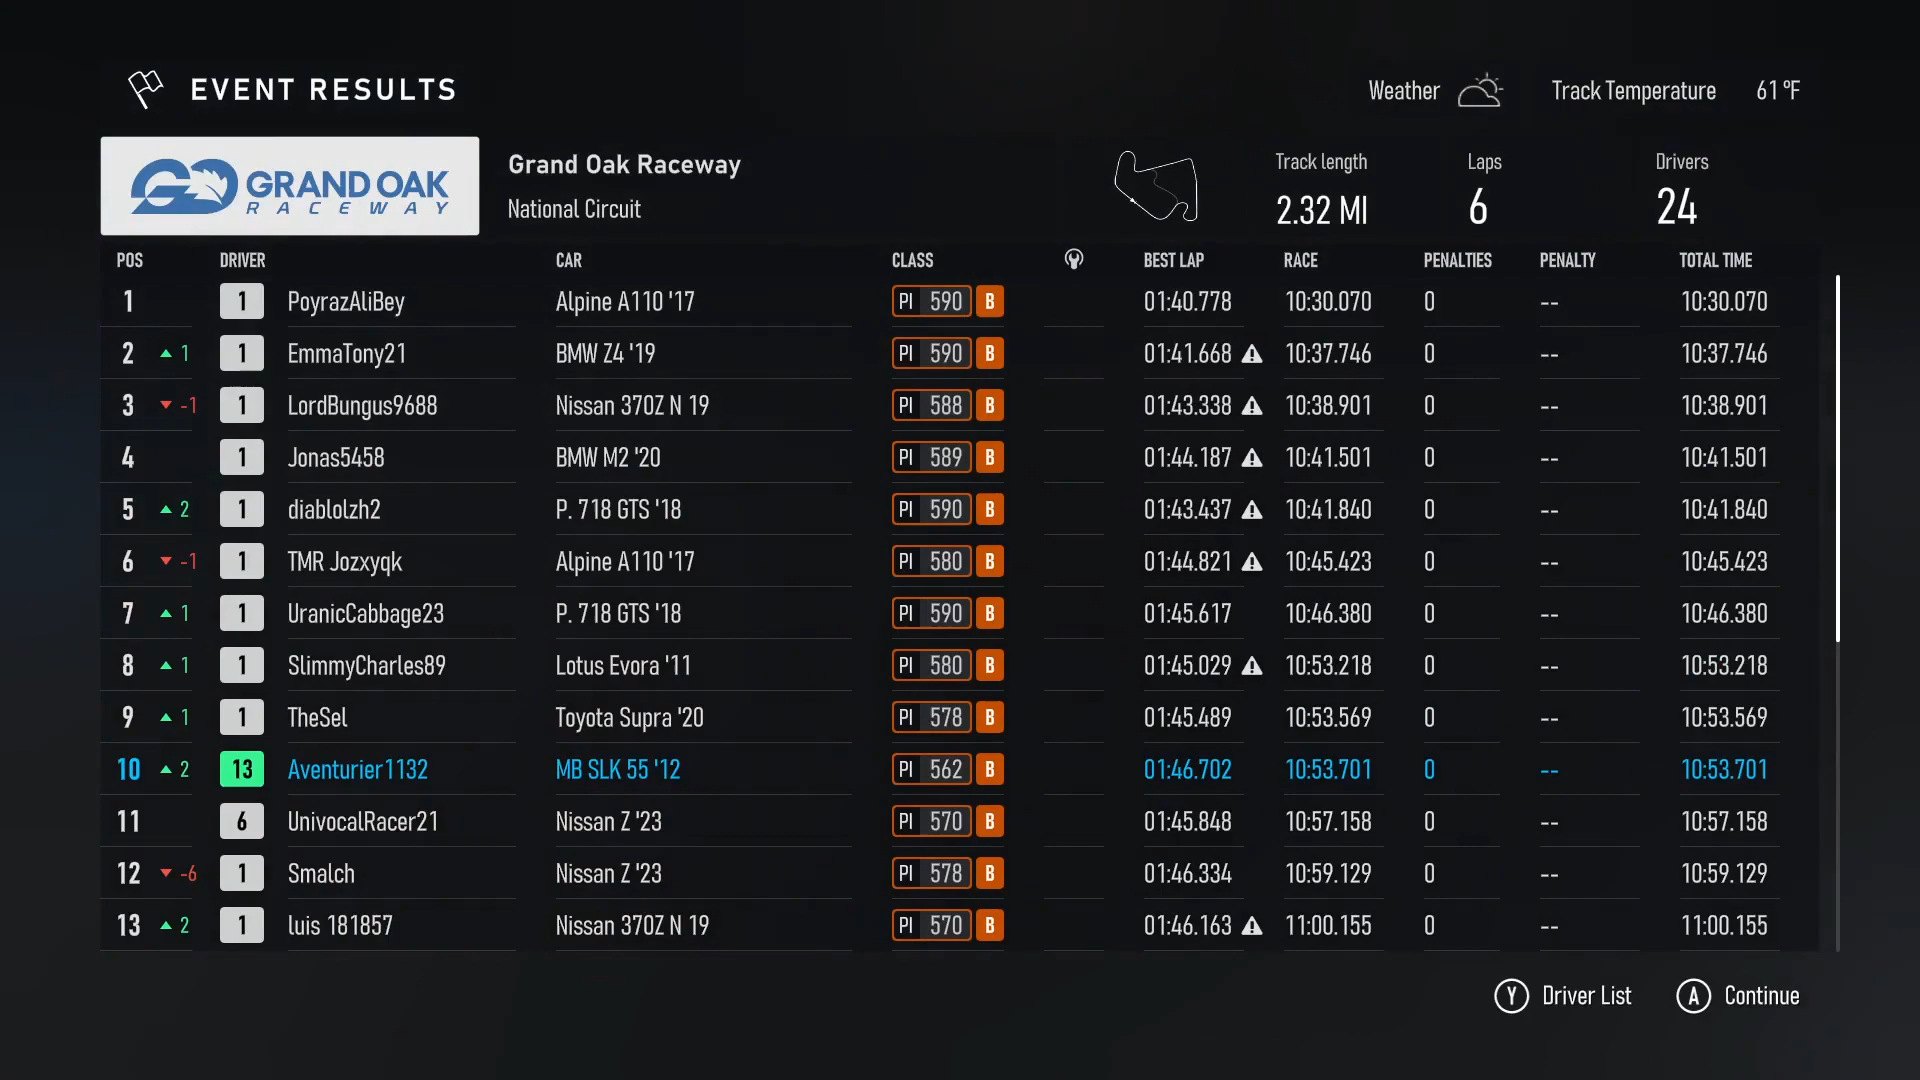 EVENT RESULTS
Weather Track Temperature 61 °F
GRAND OAK
RACEWAY
Grand Oak Raceway
National Circuit
Track length Laps Drivers
2.32 MI 6 24
POS DRIVER CAR CLASS BEST LAP RACE PENALTIES PENALTY TOTAL TIME
1 1 PoyrazAliBey Alpine A110 '17 PI 590 B 01:40.778 10:30.070 0 -- 10:30.070
2 1 1 EmmaTony21 BMW Z4 '19 PI 590 B 01:41.668 10:37.746 0 -- 10:37.746
3 -1 1 LordBungus9688 Nissan 370Z N 19 PI 588 B 01:43.338 10:38.901 0 -- 10:38.901
4 1 Jonas5458 BMW M2 '20 PI 589 B 01:44.187 10:41.501 0 -- 10:41.501
5 2 1 diablolzh2 P. 718 GTS '18 PI 590 B 01:43.437 10:41.840 0 -- 10:41.840
6 -1 1 TMR Jozxyqk Alpine A110 '17 PI 580 B 01:44.821 10:45.423 0 -- 10:45.423
7 1 1 UranicCabbage23 P. 718 GTS '18 PI 590 B 01:45.617 10:46.380 0 -- 10:46.380
8 1 1 SlimmyCharles89 Lotus Evora '11 PI 580 B 01:45.029 10:53.218 0 -- 10:53.218
9 1 1 TheSel Toyota Supra '20 PI 578 B 01:45.489 10:53.569 0 -- 10:53.569
10 2 13 Aventurier1132 MB SLK 55 '12 PI 562 B 01:46.702 10:53.701 0 -- 10:53.701
11 6 UnivocalRacer21 Nissan Z '23 PI 570 B 01:45.848 10:57.158 0 -- 10:57.158
12 -6 1 Smalch Nissan Z '23 PI 578 B 01:46.334 10:59.129 0 -- 10:59.129
13 2 1 luis 181857 Nissan 370Z N 19 PI 570 B 01:46.163 11:00.155 0 -- 11:00.155
Y Driver List A Continue